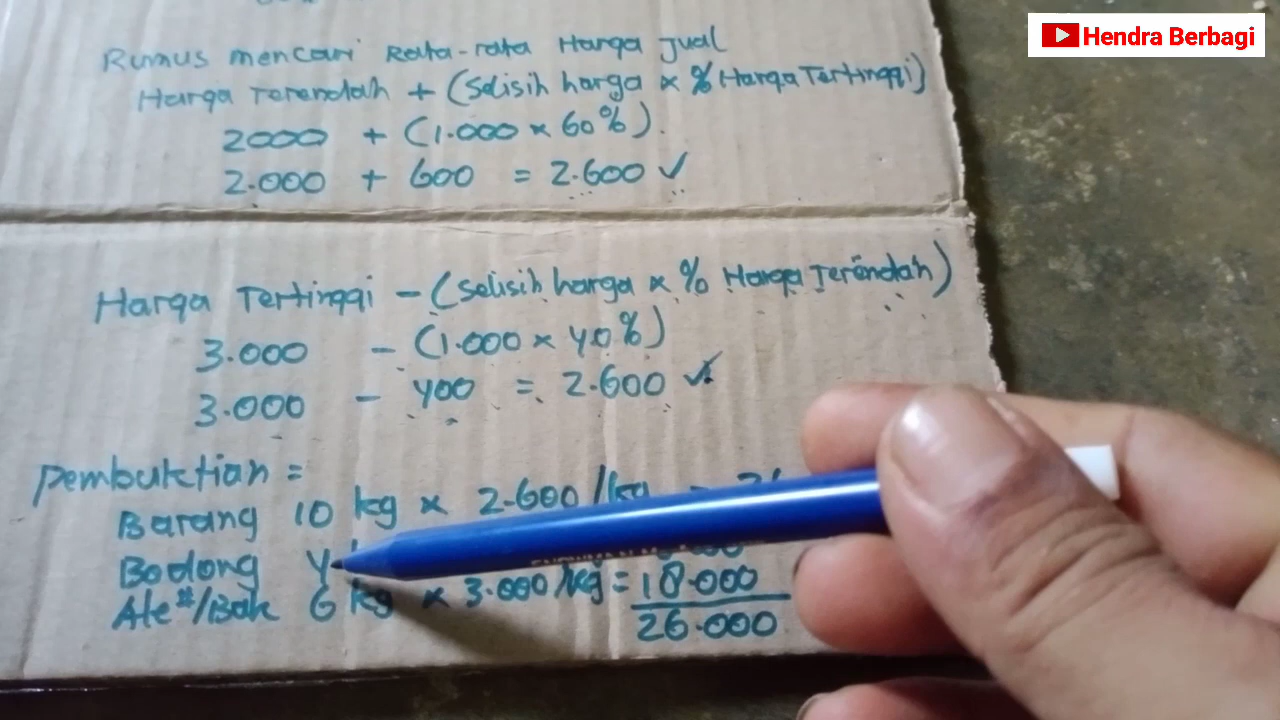 Hendra Berbagi
Rumus mencari Rata-rata Harga Jual
Harga Terendah + (Selisih harga x % Harga Tertinggi)
2000 + (1.000 x 60%).
2.000 + 600 = 2.600 ✓
Harga Tertinggi - (Selisih harga x % Harga Terendah)
3.000 - (1.000 x 40%)
3.000 - 400 = 2.600 ✓
Pembuktian =
Barang 10 kg x 2.600/kg =
Bodong 4
6 kg x 3.000/kg = 18.000
26.000